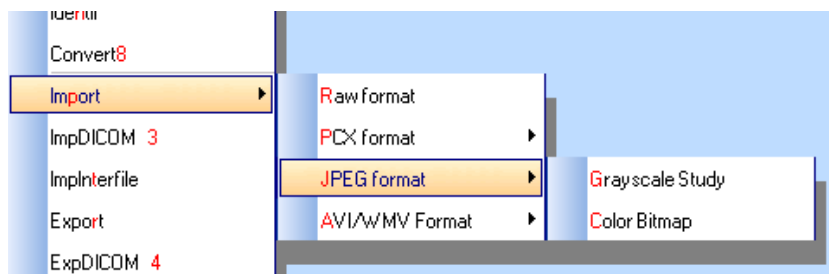 Convert8
Import
ImpDICOM 3
ImpInterfile
Export
ExpDICOM 4
Raw format
PCX format
JPEG format
AVI/WMV Format
Grayscale Study
Color Bitmap